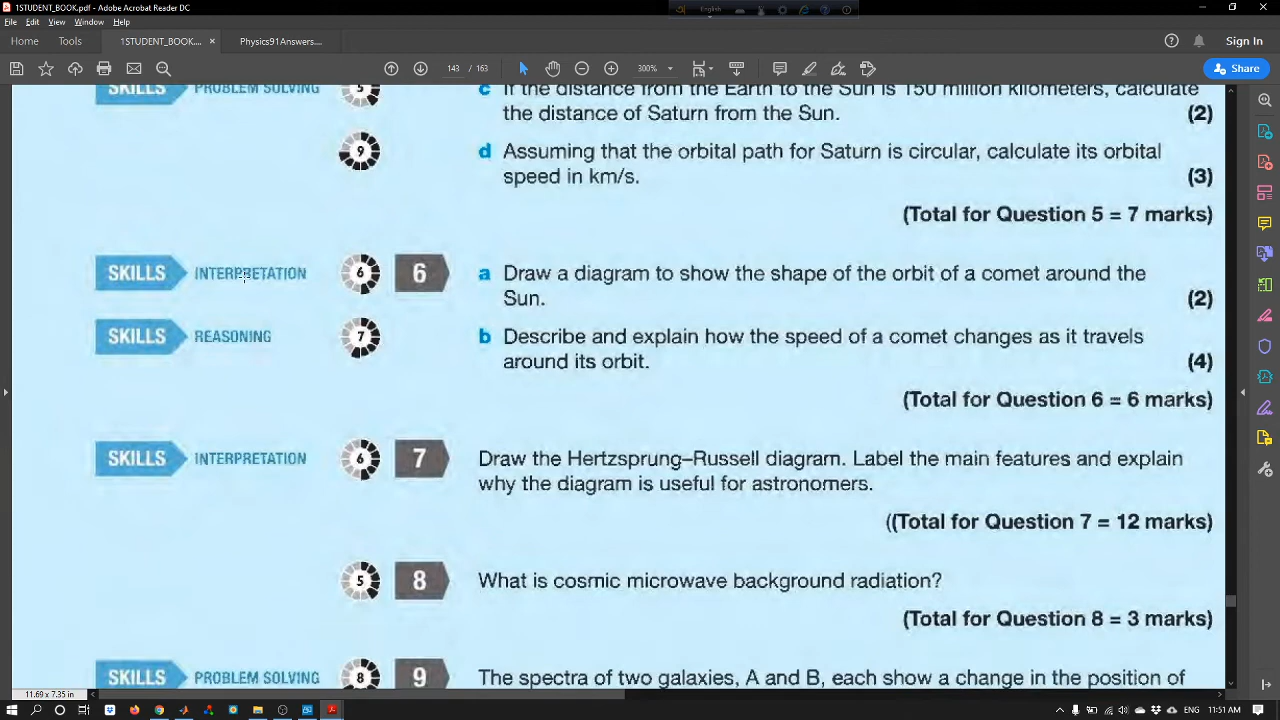 1STUDENT_BOOK.pdf - Adobe Acrobat Reader DC
English
File Edit View Window Help
Home Tools 1STUDENT_BOOK.... × Physics91Answers.... Sign In
143 / 163 300% Share
SKILLS PROBLEM SOLVING 5 c If the distance from the Earth to the Sun is 150 million kilometers, calculate
the distance of Saturn from the Sun. (2)
9 d Assuming that the orbital path for Saturn is circular, calculate its orbital
speed in km/s. (3)
(Total for Question 5 = 7 marks)
SKILLS INTERPRETATION 6 6 a Draw a diagram to show the shape of the orbit of a comet around the
Sun. (2)
SKILLS REASONING 7 b Describe and explain how the speed of a comet changes as it travels
around its orbit. (4)
(Total for Question 6 = 6 marks)
SKILLS INTERPRETATION 6 7 Draw the Hertzsprung–Russell diagram. Label the main features and explain
why the diagram is useful for astronomers.
((Total for Question 7 = 12 marks)
5 8 What is cosmic microwave background radiation?
(Total for Question 8 = 3 marks)
SKILLS PROBLEM SOLVING 8 9 The spectra of two galaxies, A and B, each show a change in the position of
11.69 x 7.35 in
ENG 11:51 AM